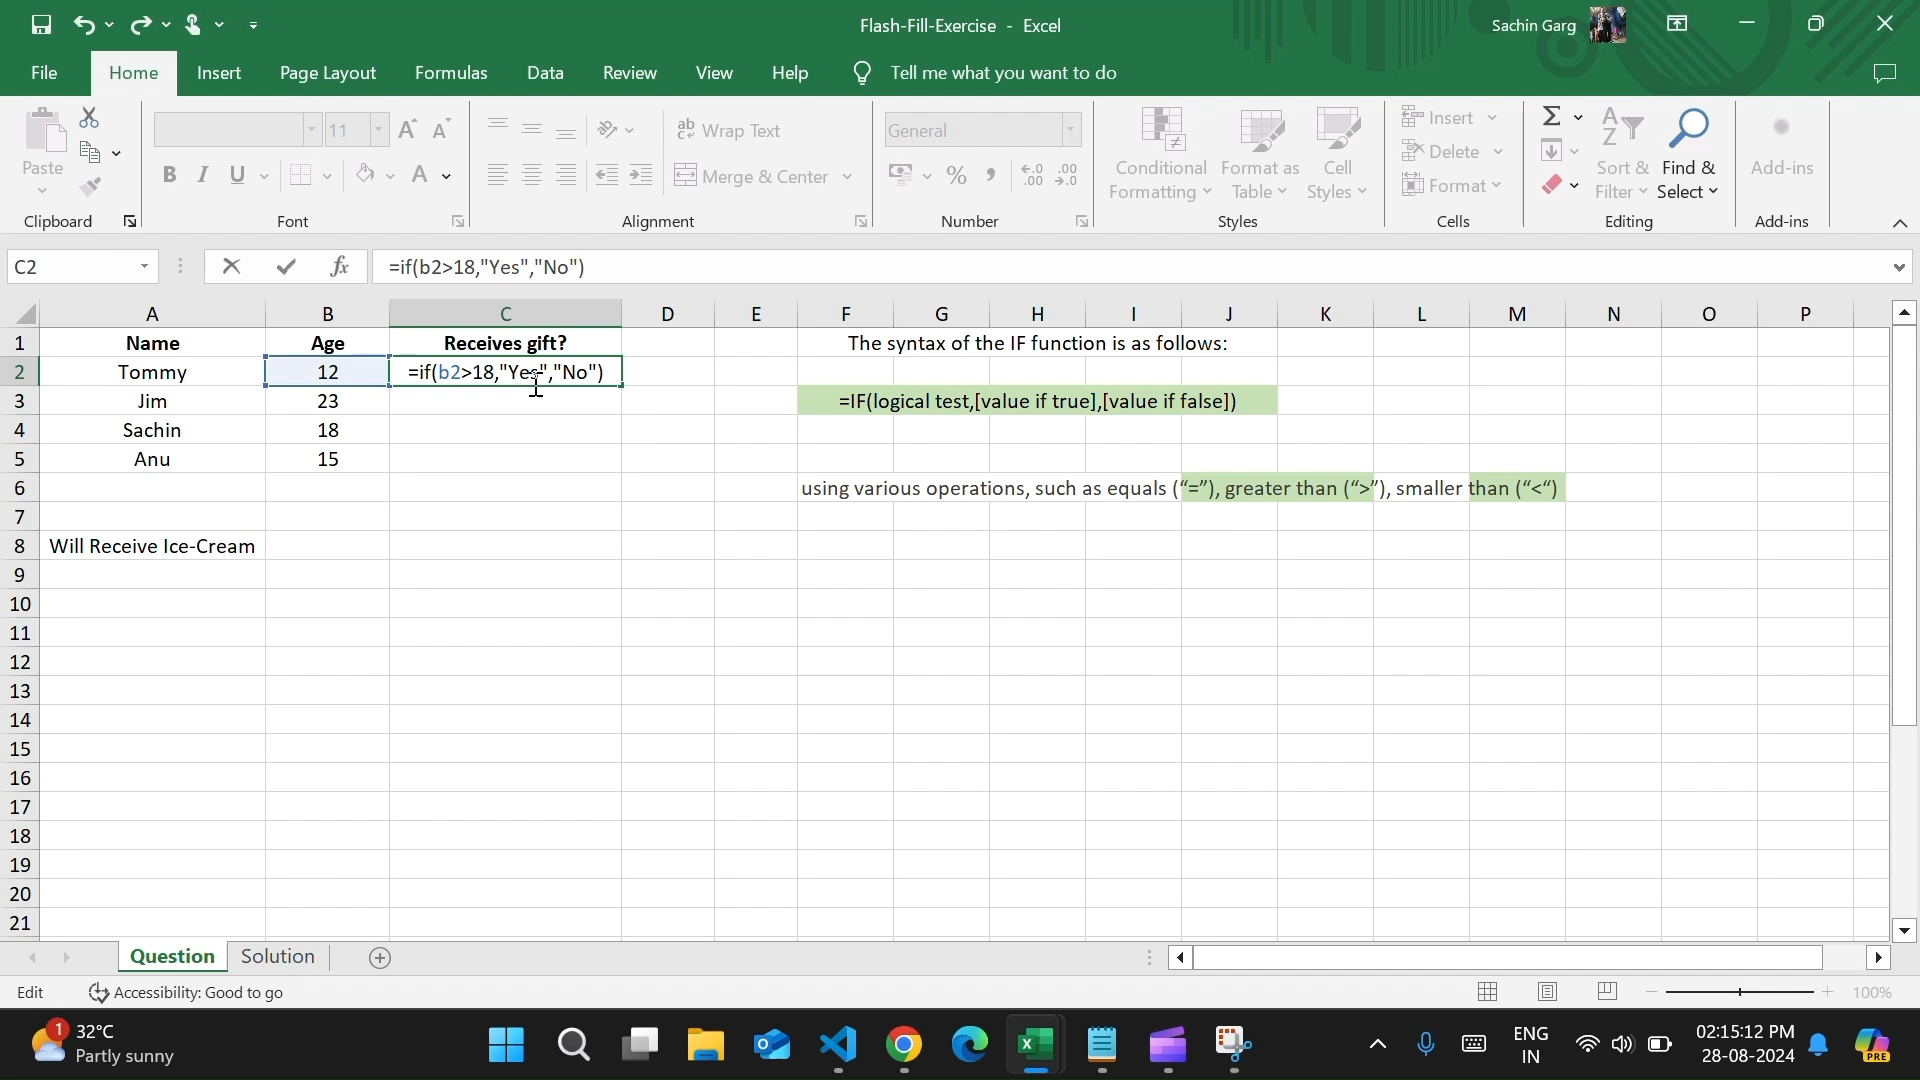 Flash-Fill-Exercise - Excel
Sachin Garg
File Home Insert Page Layout Formulas Data Review View Help Tell me what you want to do
Paste
11
A A
ab Wrap Text
General
Conditional Formatting
Format as Table
Cell Styles
Insert
Delete
Format
Sort & Filter
Find & Select
Add-ins
B I U A
Merge & Center
% ,
Clipboard Font Alignment Number Styles Cells Editing Add-ins
C2 fx =if(b2>18,"Yes","No")
A B C D E F G H I J K L M N O P
1 Name Age Receives gift? The syntax of the IF function is as follows:
2 Tommy 12 =if(b2>18,"Yes","No")
3 Jim 23 =IF(logical test,[value if true],[value if false])
4 Sachin 18
5 Anu 15
6 using various operations, such as equals (“=”), greater than (“>”), smaller than (“<“)
7
8 Will Receive Ice-Cream
9
10
11
12
13
14
15
16
17
18
19
20
21
Question Solution
Edit Accessibility: Good to go 100%
1 32°C
Partly sunny
ENG
IN
02:15:12 PM
28-08-2024
PRE